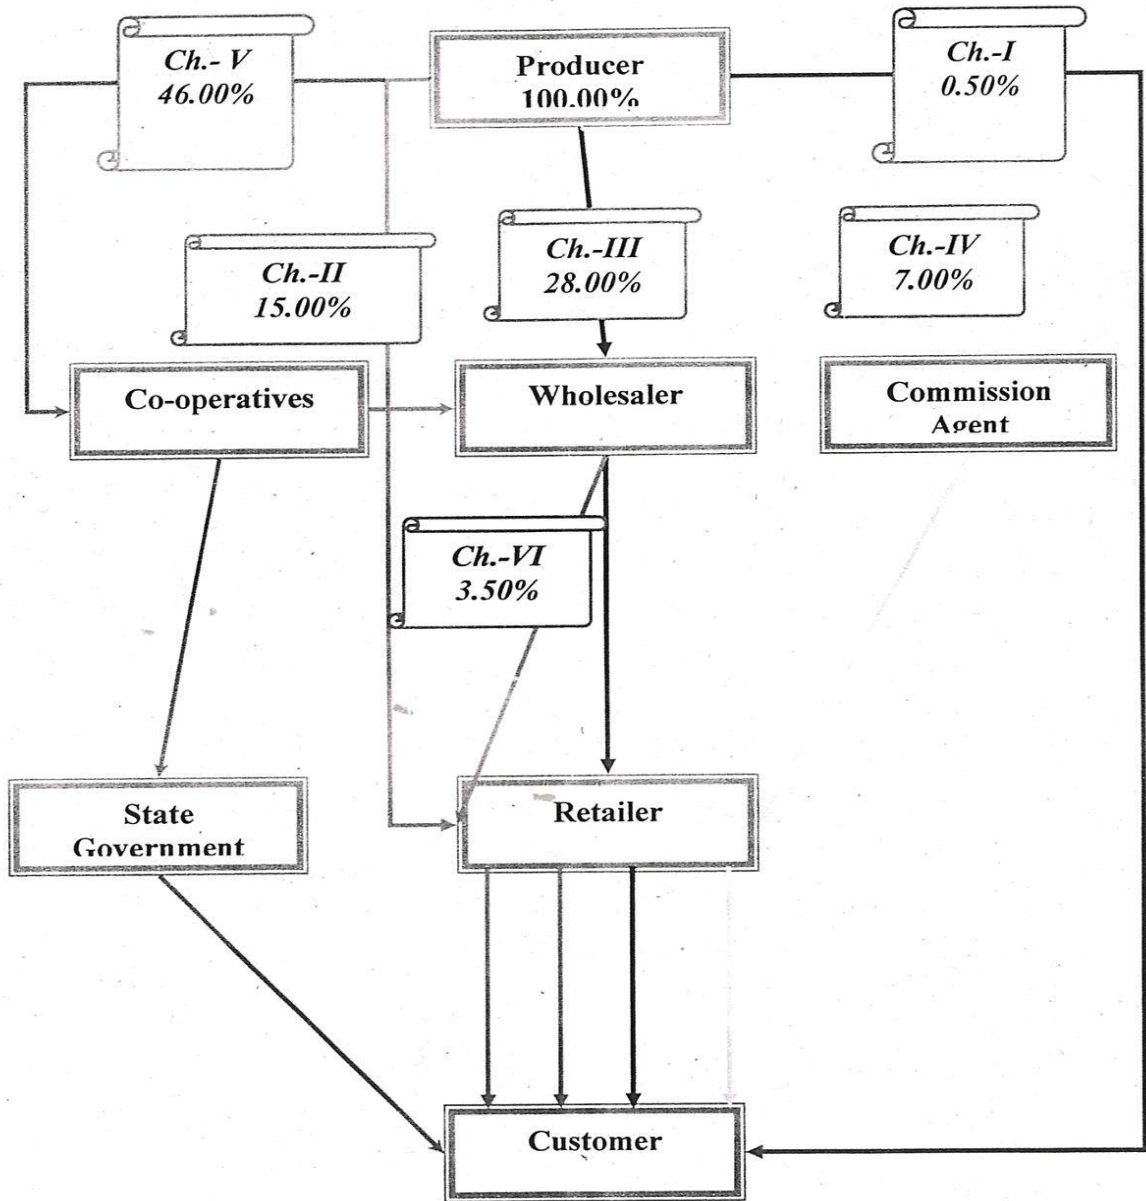 Ch.- V
46.00%
Producer
100.00%
Ch.-I
0.50%
Ch.-II
15.00%
Ch.-III
28.00%
Ch.-IV
7.00%
Co-operatives
Wholesaler
Commission
Agent
Ch.-VI
3.50%
State
Government
Retailer
Customer